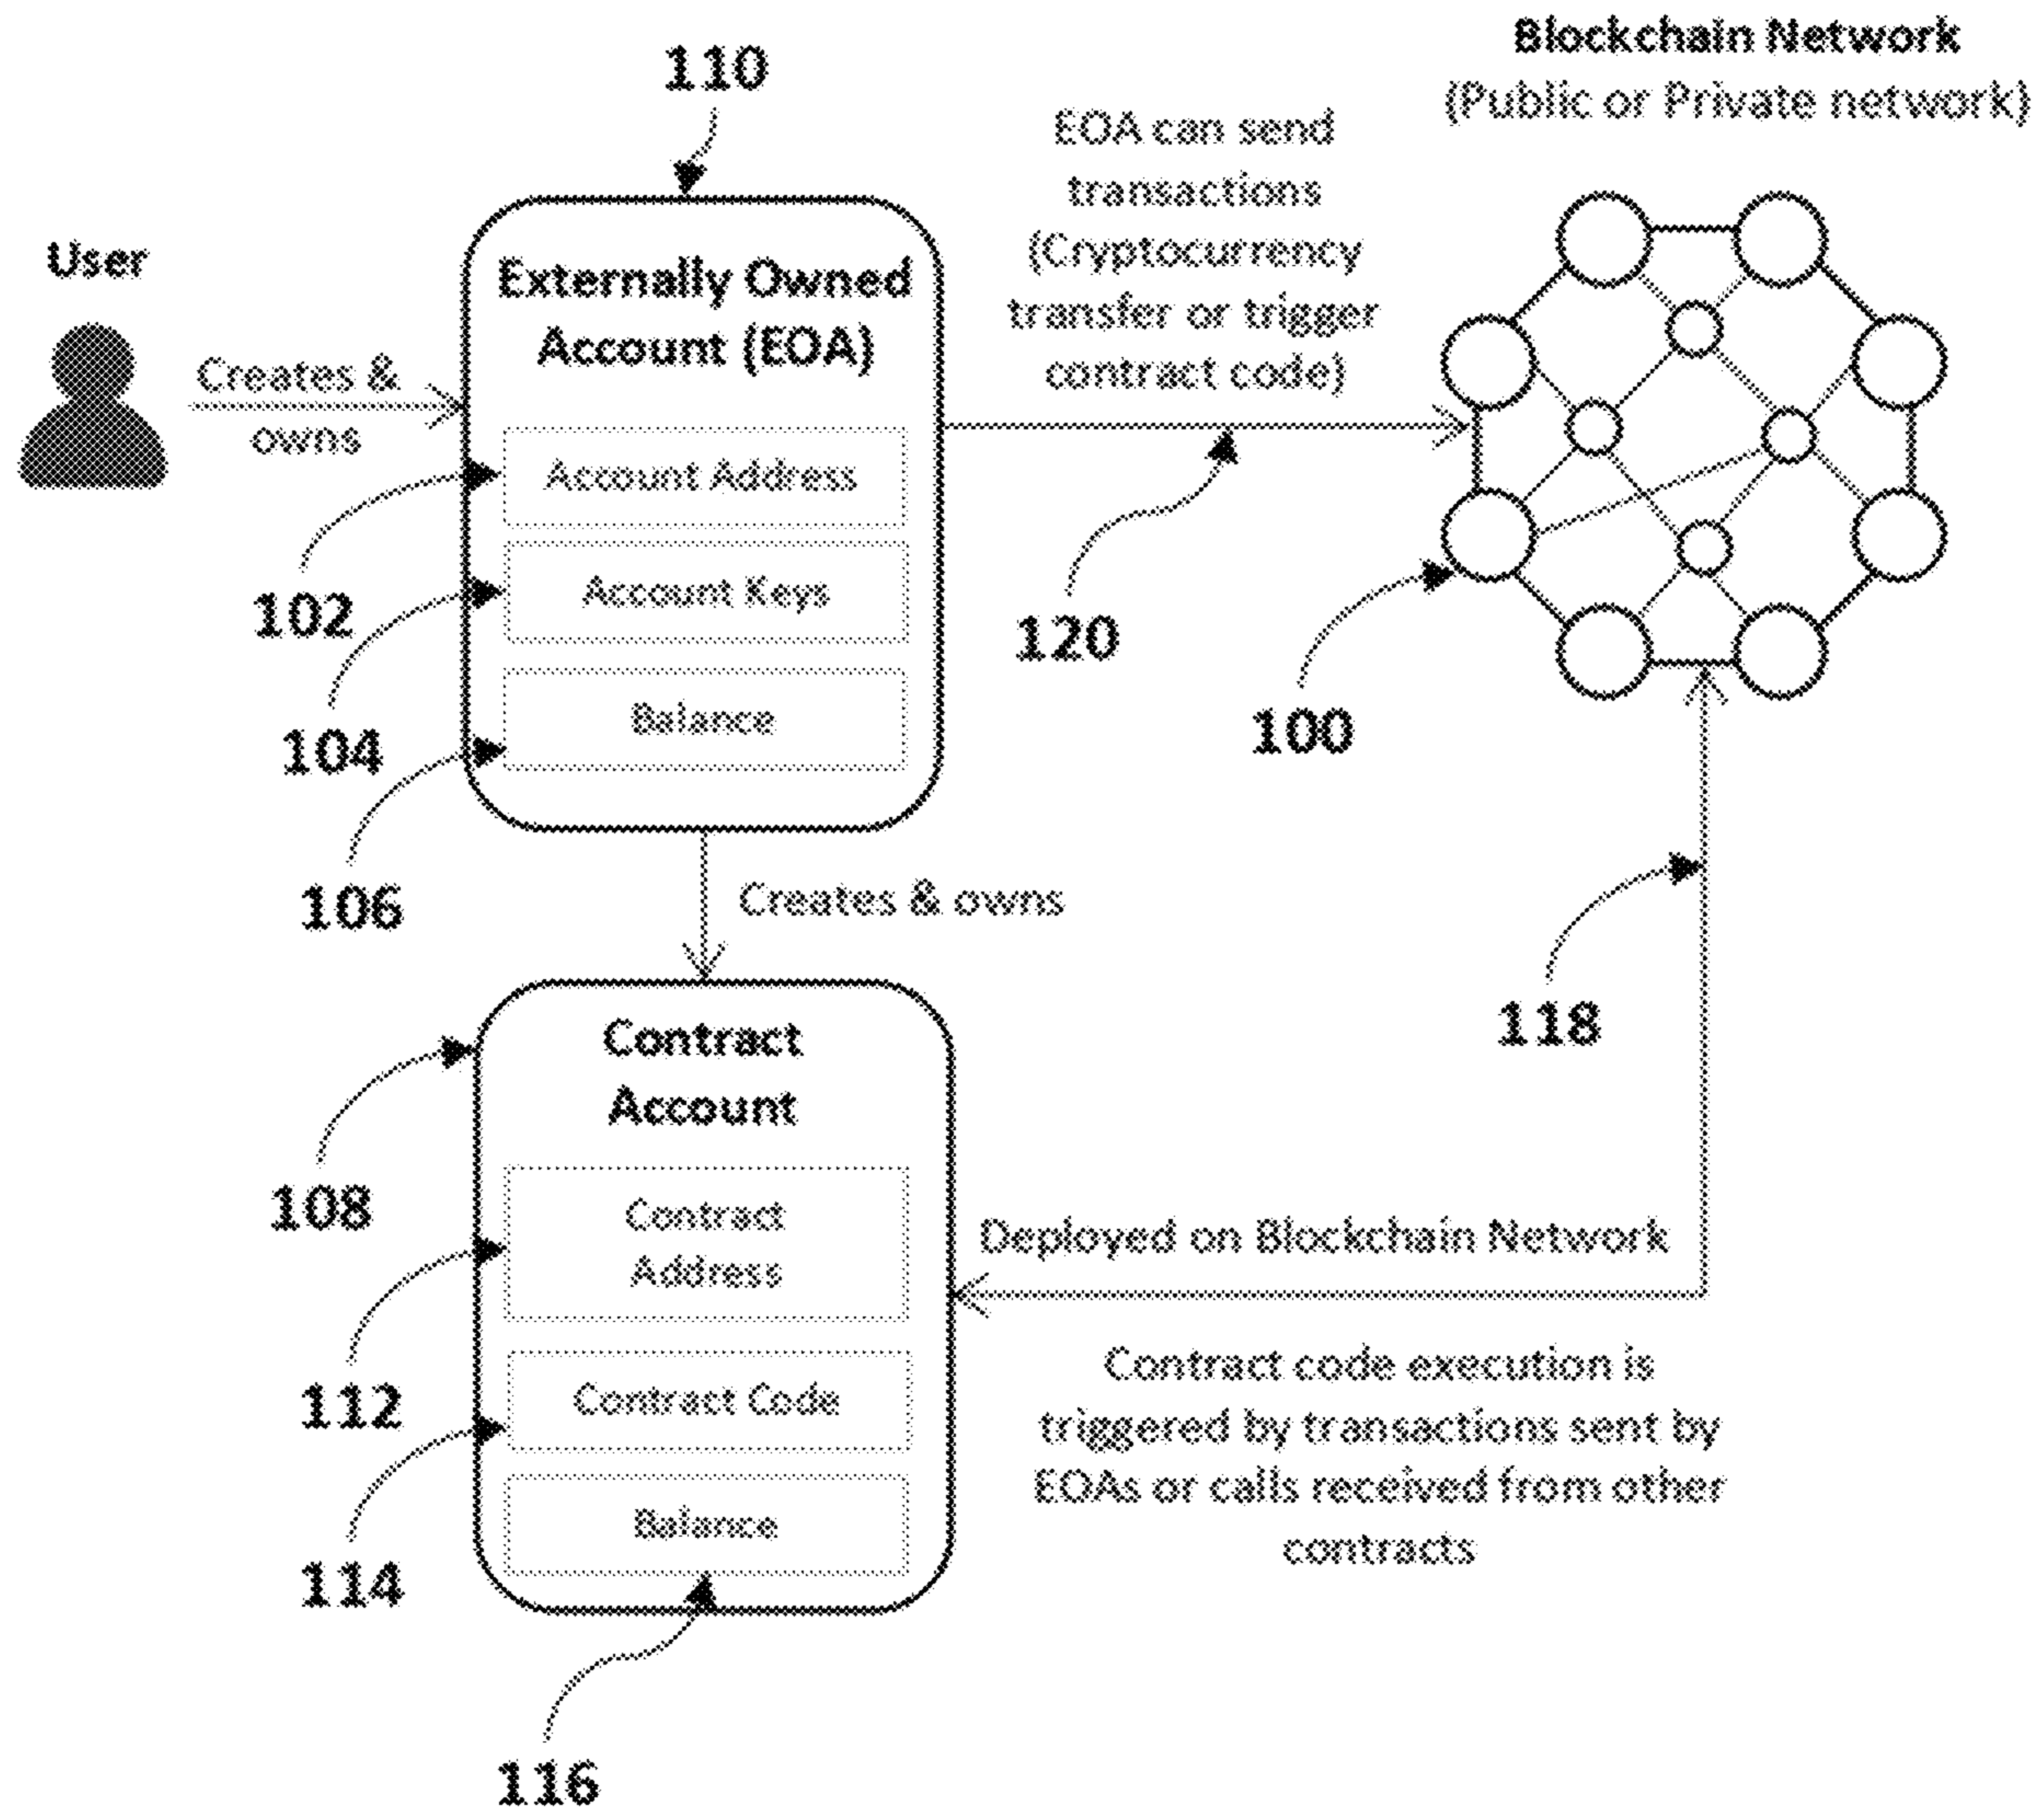 110
Blockchain Network
(Public or Private network)
EOA can send
transactions
(Cryptocurrency
transfer or trigger
contract code)
User
Creates &
owns
Externally Owned
Account (EOA)
Account Address
Account Keys
Balance
102
104
106
120
100
Creates & owns
118
Contract
Account
108
Contract
Address
Contract Code
Balance
112
114
116
Deployed on Blockchain Network
Contract code execution is
triggered by transactions sent by
EOAs or calls received from other
contracts